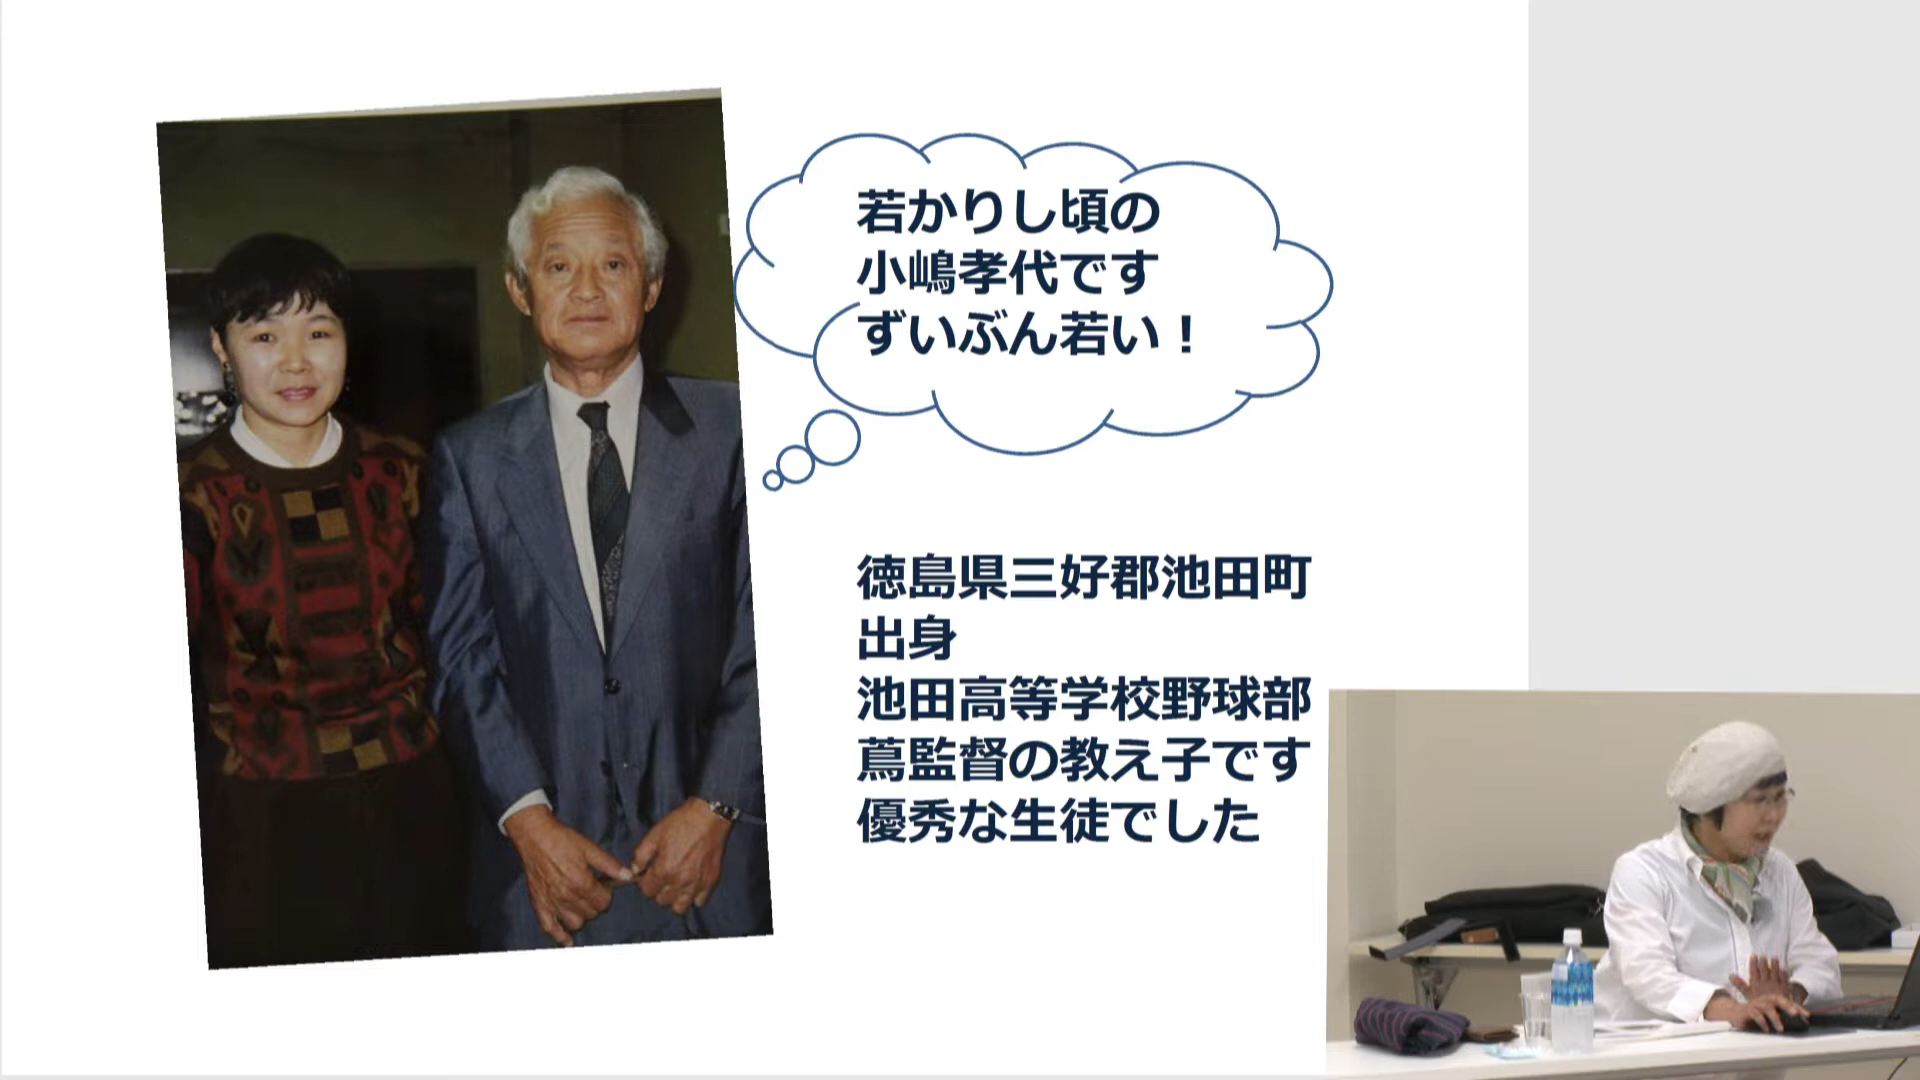 若かりし頃の
小嶋孝代です
ずいぶん若い！
徳島県三好郡池田町
出身
池田高等学校野球部
蔦監督の教え子です
優秀な生徒でした